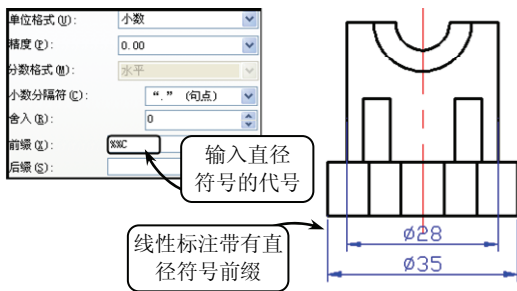 单位格式(U): 小数
精度(P): 0.00
分数格式(M): 水平
小数分隔符(C): “.” (句点)
舍入(R): 0
前缀(X): %%C
后缀(S):
输入直径
符号的代号
线性标注带有直
径符号前缀
ø28
ø35